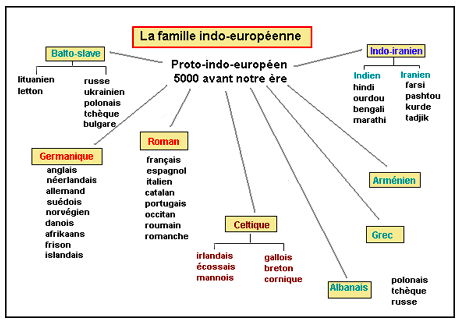 La famille indo-européenne
Proto-indo-européen
5000 avant notre ère
Balto-slave
lituanien
letton
russe
ukrainien
polonais
tchèque
bulgare
Indo-iranien
Indien
hindi
ourdou
bengali
marathi
Iranien
farsi
pashtou
kurde
tadjik
Germanique
anglais
néerlandais
allemand
suédois
norvégien
danois
afrikaans
frison
islandais
Roman
français
espagnol
italien
catalan
portugais
occitan
roumain
romanche
Celtique
irlandais
écossais
mannois
gallois
breton
cornique
Arménien
Grec
Albanais
polonais
tchèque
russe